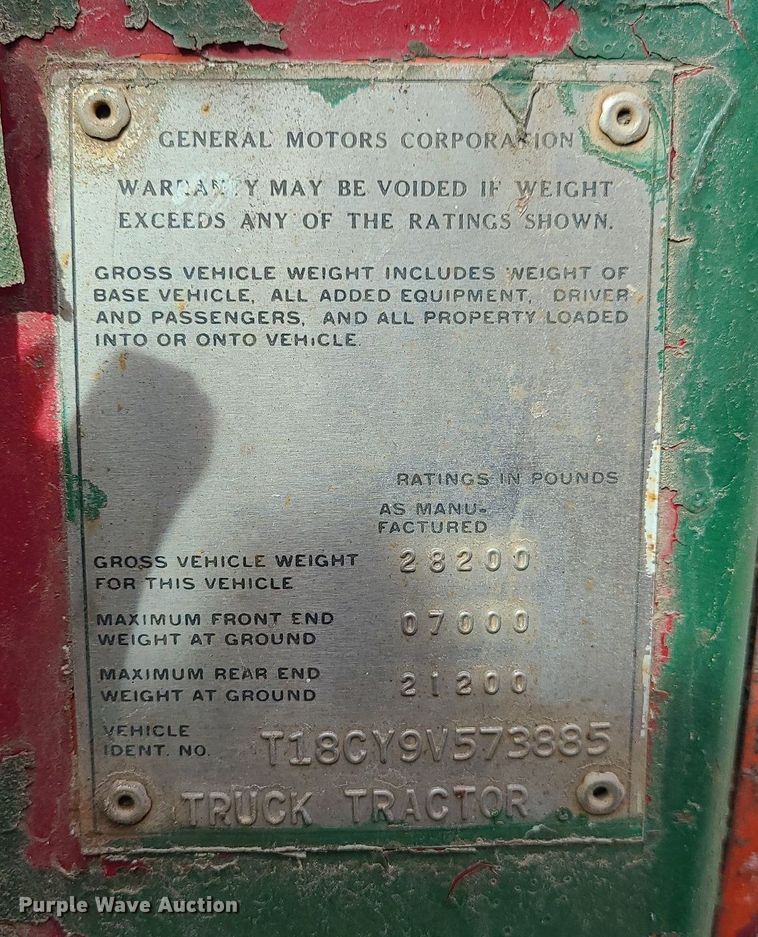 GENERAL MOTORS CORPORATION
WARRANTY MAY BE VOIDED IF WEIGHT
EXCEEDS ANY OF THE RATINGS SHOWN.
GROSS VEHICLE WEIGHT INCLUDES WEIGHT OF
BASE VEHICLE, ALL ADDED EQUIPMENT, DRIVER
AND PASSENGERS, AND ALL PROPERTY LOADED
INTO OR ONTO VEHICLE.
RATINGS IN POUNDS
AS MANU-
FACTURED
GROSS VEHICLE WEIGHT 28200
FOR THIS VEHICLE
MAXIMUM FRONT END 07000
WEIGHT AT GROUND
MAXIMUM REAR END 21200
WEIGHT AT GROUND
VEHICLE
IDENT. NO. T18CY9V573885
TRUCK TRACTOR
Purple Wave Auction